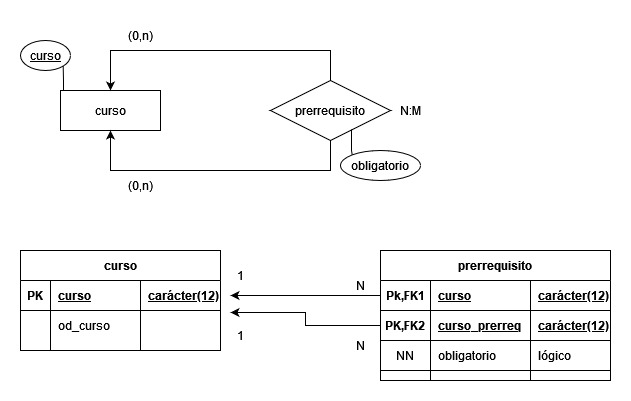 (0,n)
curso
curso
prerrequisito
N:M
obligatorio
(0,n)
curso
PK curso carácter(12)
od_curso
1
N
1
N
prerrequisito
Pk,FK1 curso carácter(12)
PK,FK2 curso_prerreq carácter(12)
NN obligatorio lógico